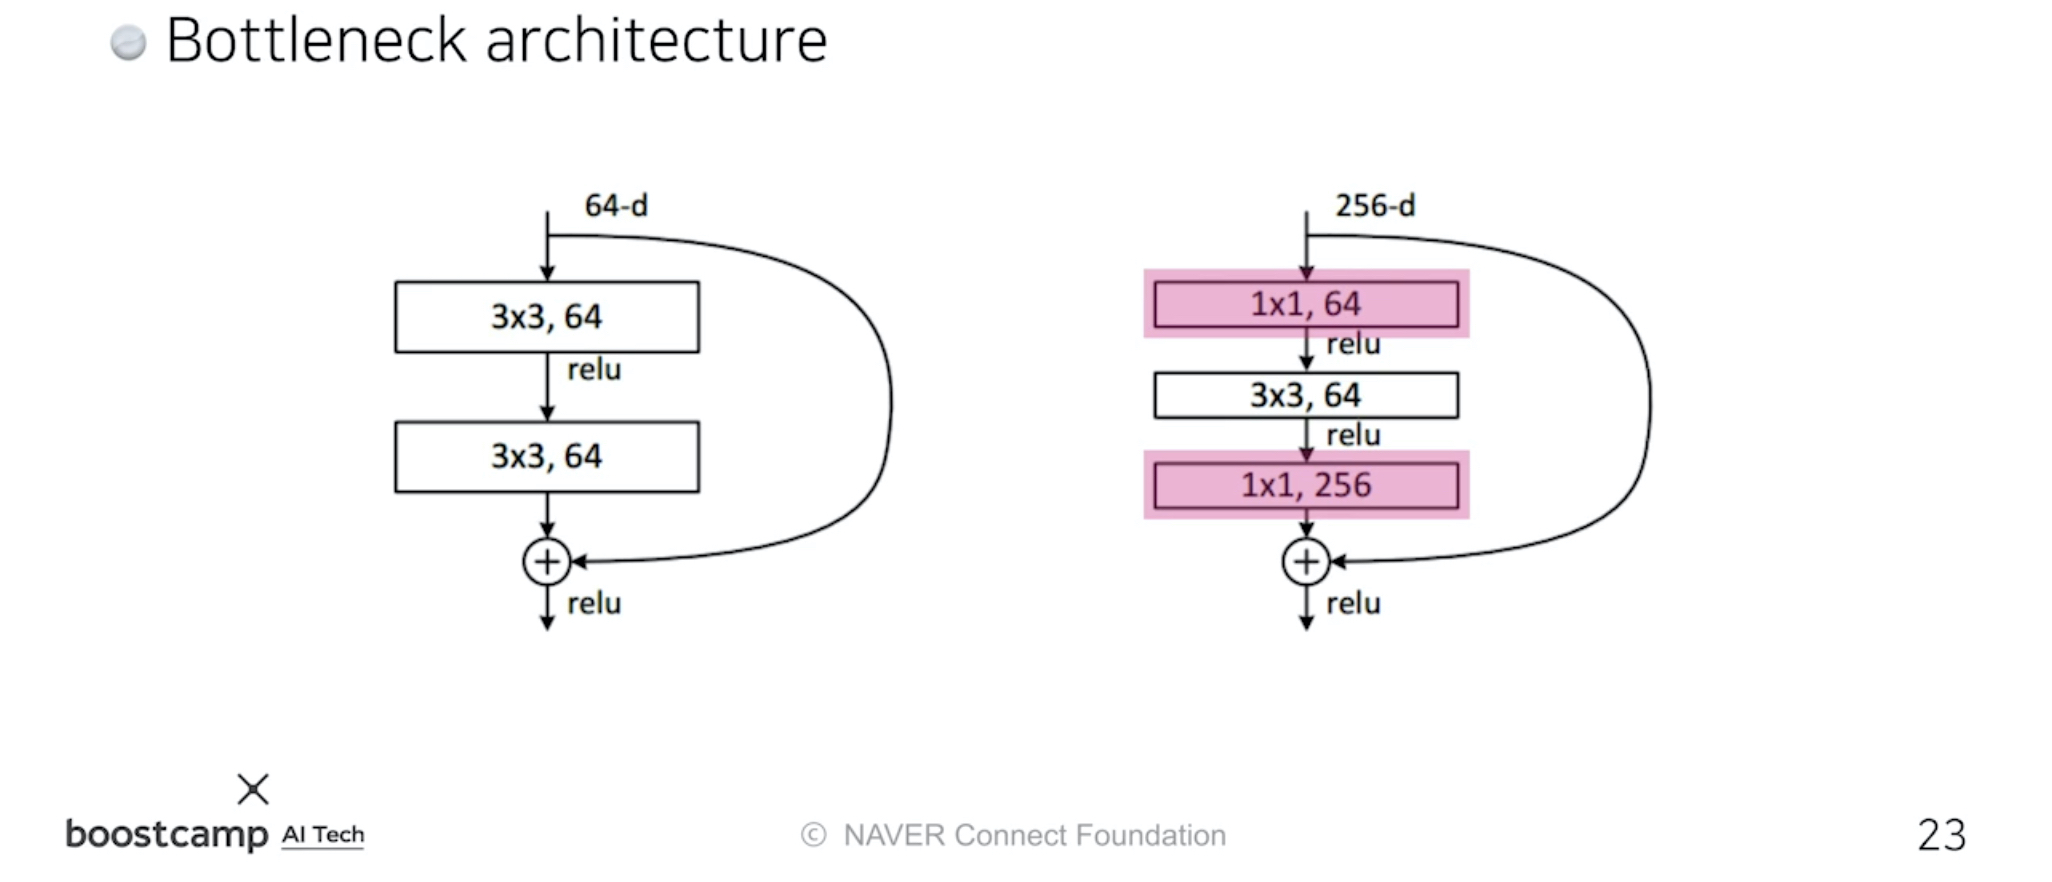 Bottleneck architecture
64-d
3x3, 64
relu
3x3, 64
+
relu
256-d
1x1, 64
relu
3x3, 64
relu
1x1, 256
+
relu
boostcamp AI Tech
© NAVER Connect Foundation
23